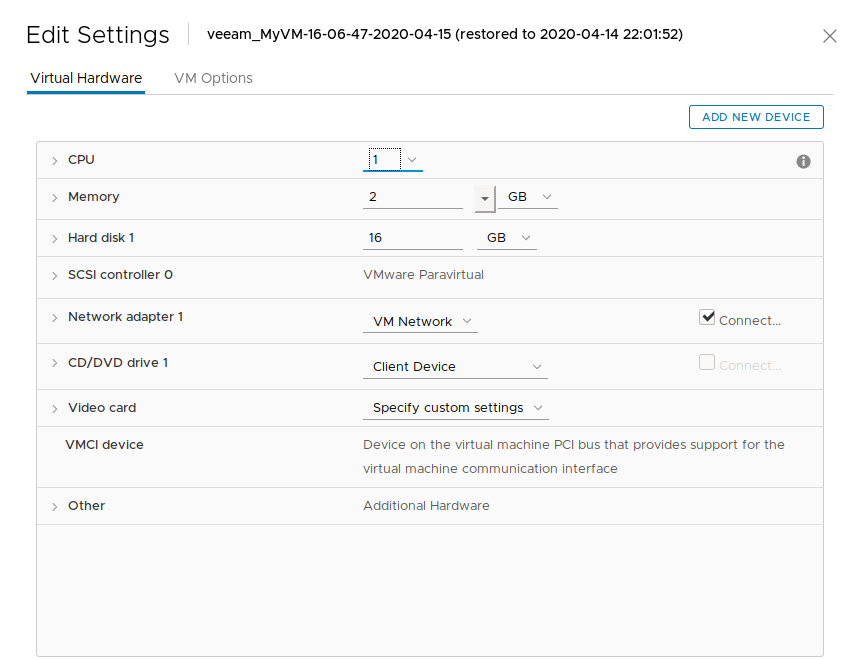 Edit Settings veeam_MyVM-16-06-47-2020-04-15 (restored to 2020-04-14 22:01:52)
Virtual Hardware VM Options
ADD NEW DEVICE
CPU 1
Memory 2 GB
Hard disk 1 16 GB
SCSI controller 0 VMware Paravirtual
Network adapter 1 VM Network Connect...
CD/DVD drive 1 Client Device Connect...
Video card Specify custom settings
VMCI device Device on the virtual machine PCI bus that provides support for the
virtual machine communication interface
Other Additional Hardware